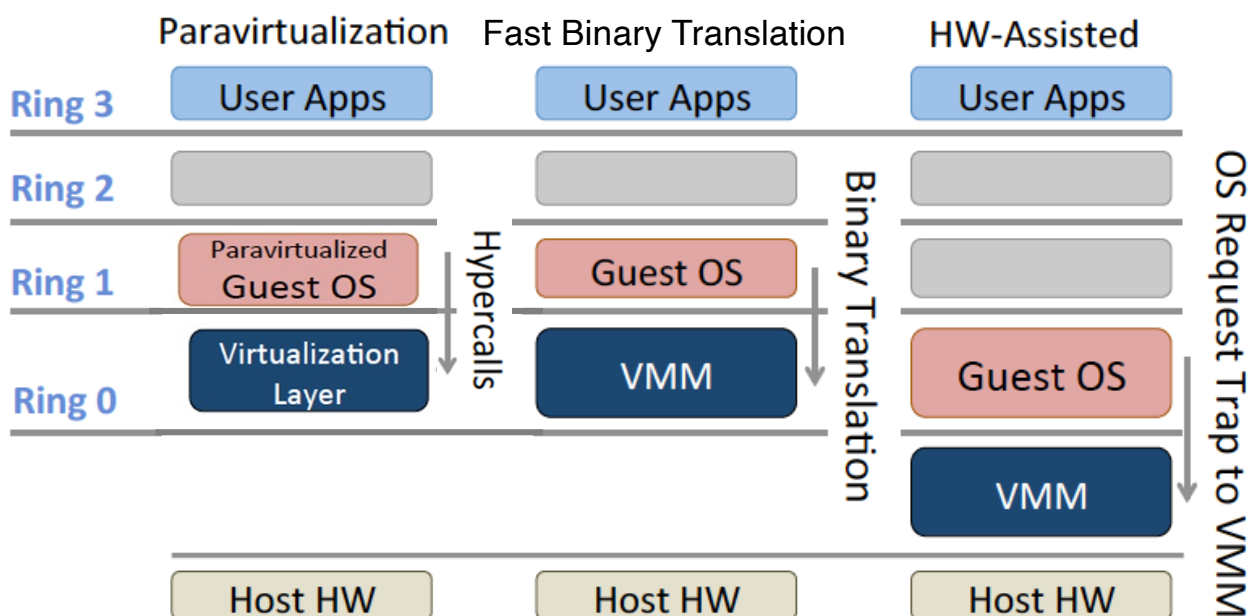 Paravirtualization
Fast Binary Translation
HW-Assisted
Ring 3
User Apps
User Apps
User Apps
Ring 2
Ring 1
Paravirtualized
Guest OS
Hypercalls
Guest OS
Binary Translation
OS Request Trap to VMM
Ring 0
Virtualization
Layer
VMM
Guest OS
VMM
Host HW
Host HW
Host HW